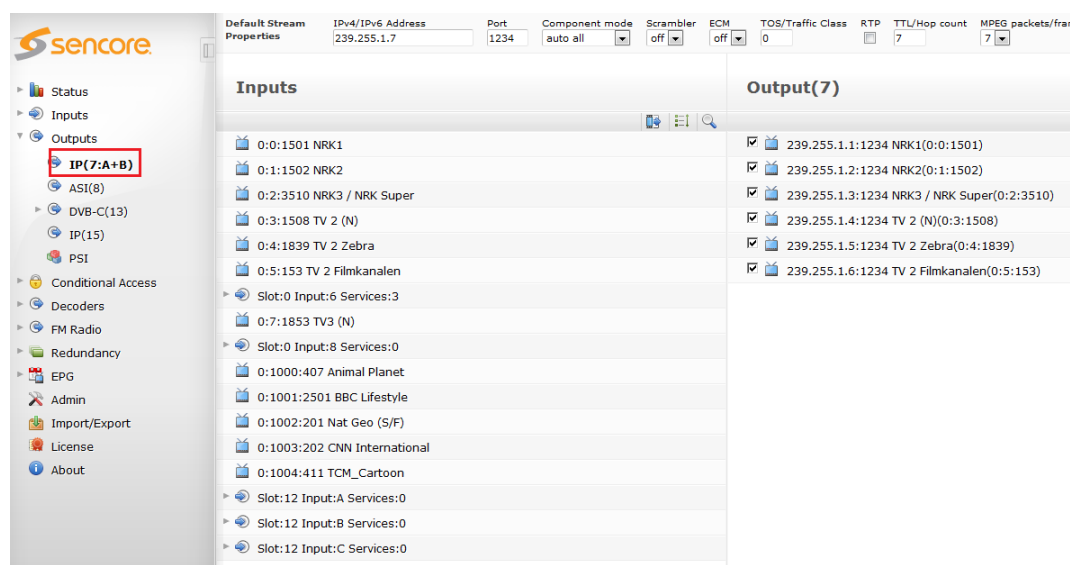 sencore
Status
Inputs
Outputs
IP(7:A+B)
ASI(8)
DVB-C(13)
IP(15)
PSI
Conditional Access
Decoders
FM Radio
Redundancy
EPG
Admin
Import/Export
License
About
Default Stream Properties
IPv4/IPv6 Address
239.255.1.7
Port
1234
Component mode
auto all
Scrambler
off
ECM
off
TOS/Traffic Class
0
RTP
TTL/Hop count
7
MPEG packets/fra
7
Inputs
0:0:1501 NRK1
0:1:1502 NRK2
0:2:3510 NRK3 / NRK Super
0:3:1508 TV 2 (N)
0:4:1839 TV 2 Zebra
0:5:153 TV 2 Filmkanalen
Slot:0 Input:6 Services:3
0:7:1853 TV3 (N)
Slot:0 Input:8 Services:0
0:1000:407 Animal Planet
0:1001:2501 BBC Lifestyle
0:1002:201 Nat Geo (S/F)
0:1003:202 CNN International
0:1004:411 TCM_Cartoon
Slot:12 Input:A Services:0
Slot:12 Input:B Services:0
Slot:12 Input:C Services:0
Output(7)
239.255.1.1:1234 NRK1(0:0:1501)
239.255.1.2:1234 NRK2(0:1:1502)
239.255.1.3:1234 NRK3 / NRK Super(0:2:3510)
239.255.1.4:1234 TV 2 (N)(0:3:1508)
239.255.1.5:1234 TV 2 Zebra(0:4:1839)
239.255.1.6:1234 TV 2 Filmkanalen(0:5:153)